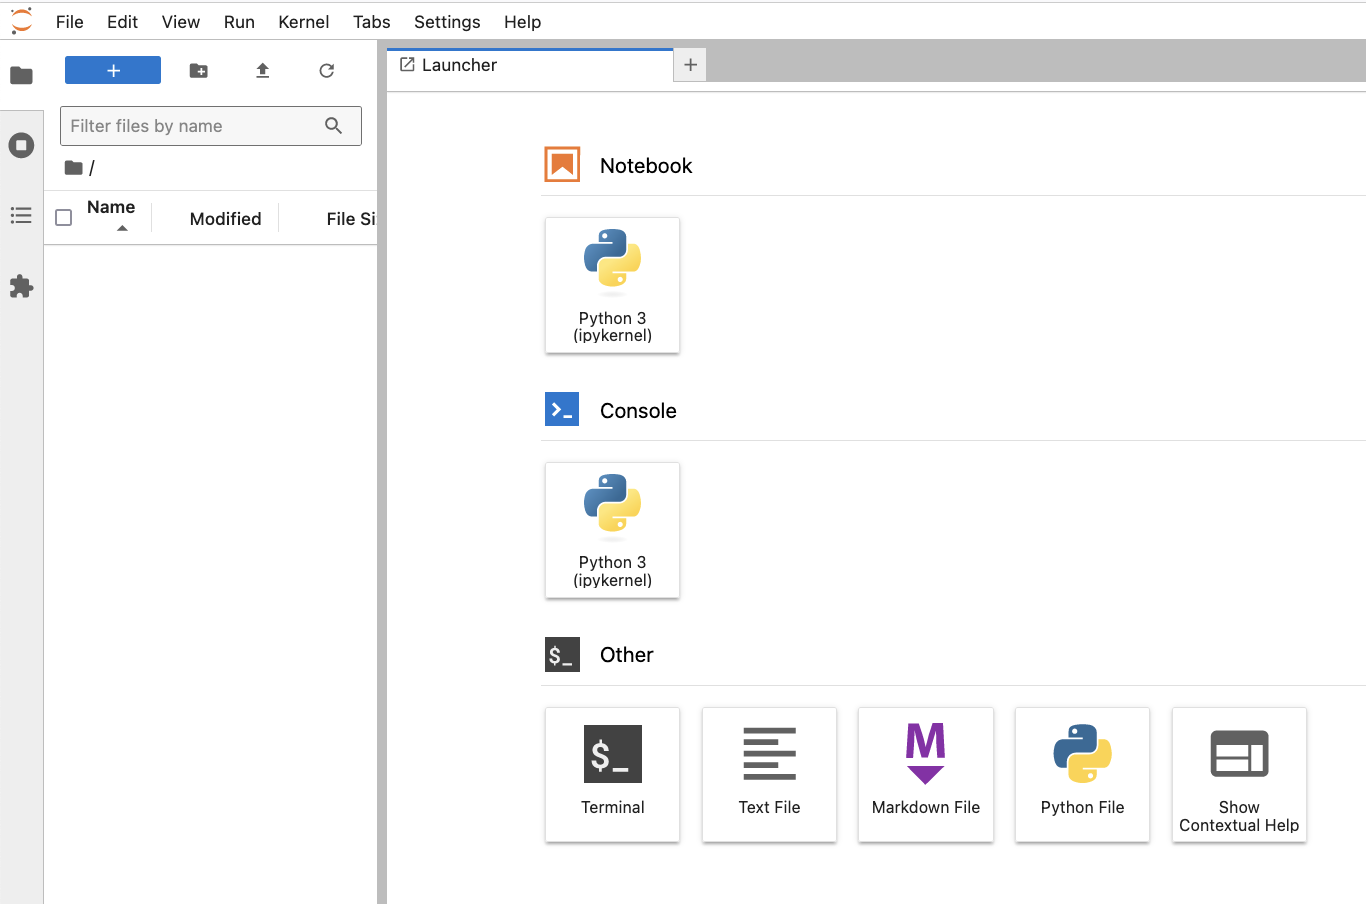 File Edit View Run Kernel Tabs Settings Help
Launcher
Filter files by name
/
Name Modified File Si
Notebook
Python 3
(ipykernel)
Console
Python 3
(ipykernel)
$_ Other
$_
Terminal
Text File
M
Markdown File
Python File
Show
Contextual Help